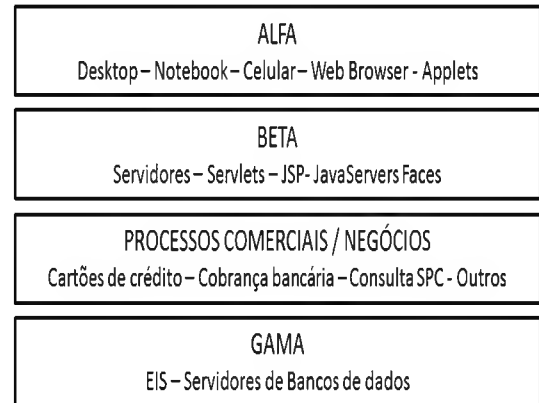 ALFA
Desktop – Notebook – Celular – Web Browser - Applets
BETA
Servidores – Servlets – JSP- JavaServers Faces
PROCESSOS COMERCIAIS / NEGÓCIOS
Cartões de crédito – Cobrança bancária – Consulta SPC - Outros
GAMA
EIS – Servidores de Bancos de dados